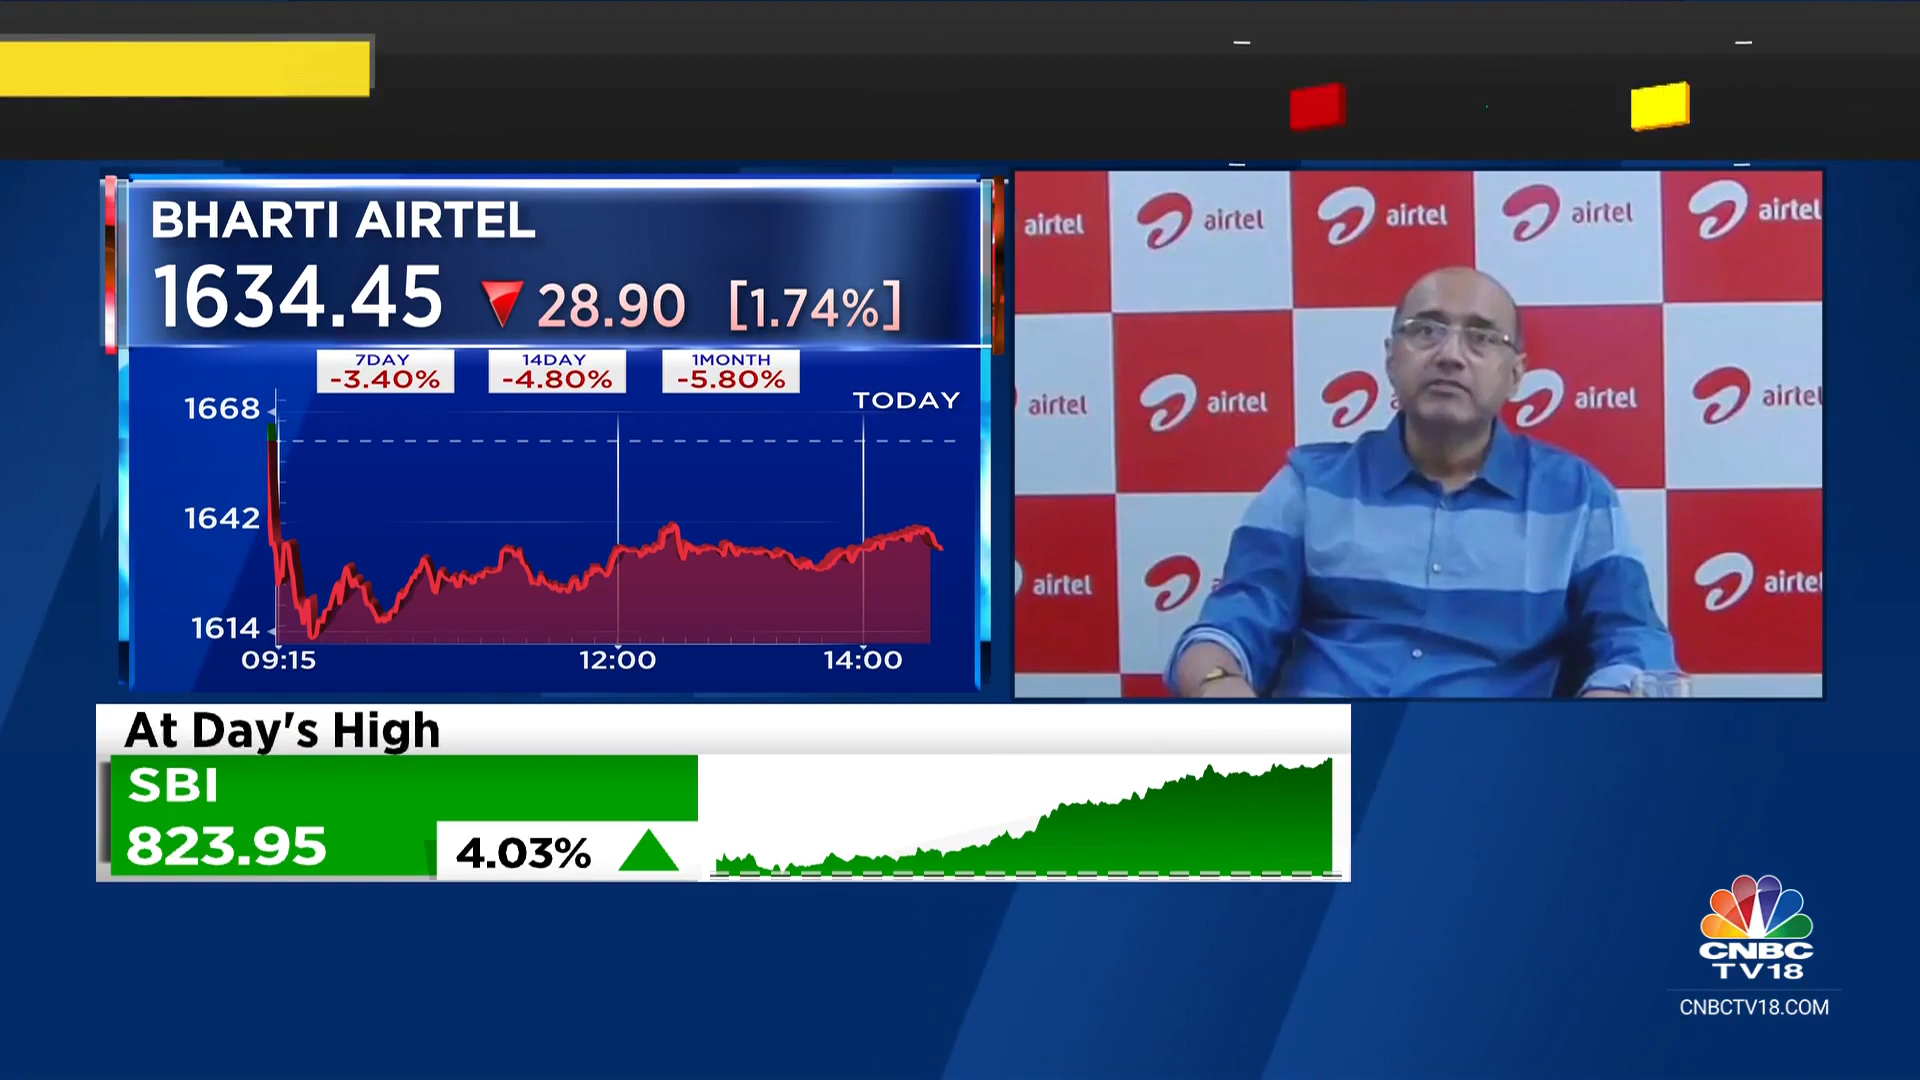 BHARTI AIRTEL
1634.45 ▼ 28.90 [1.74%]
7DAY
-3.40%
14DAY
-4.80%
1MONTH
-5.80%
TODAY
1668
1642
1614
09:15 12:00 14:00
airtel airtel airtel airtel airtel
airtel airtel airtel airtel
airtel airtel
At Day's High
SBI
823.95
4.03%
CNBC
TV18
CNBCTV18.COM